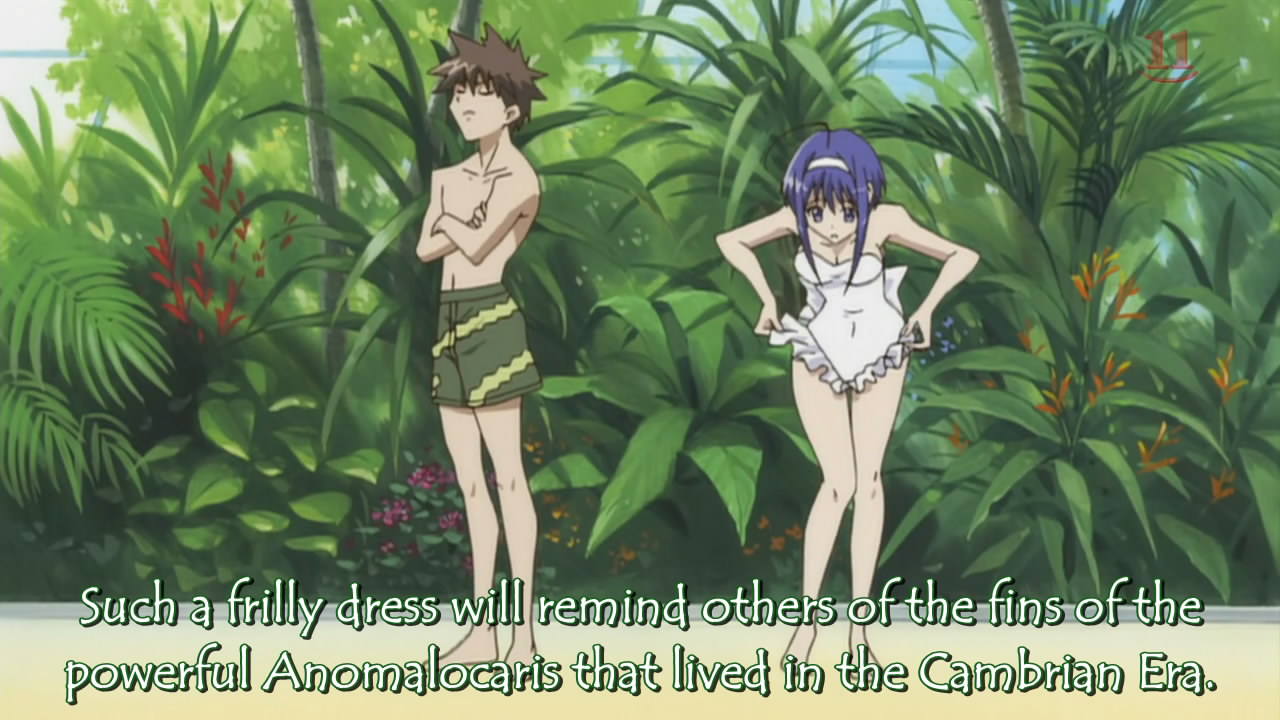 11
Such a frilly dress will remind others of the fins of the
powerful Anomalocaris that lived in the Cambrian Era.